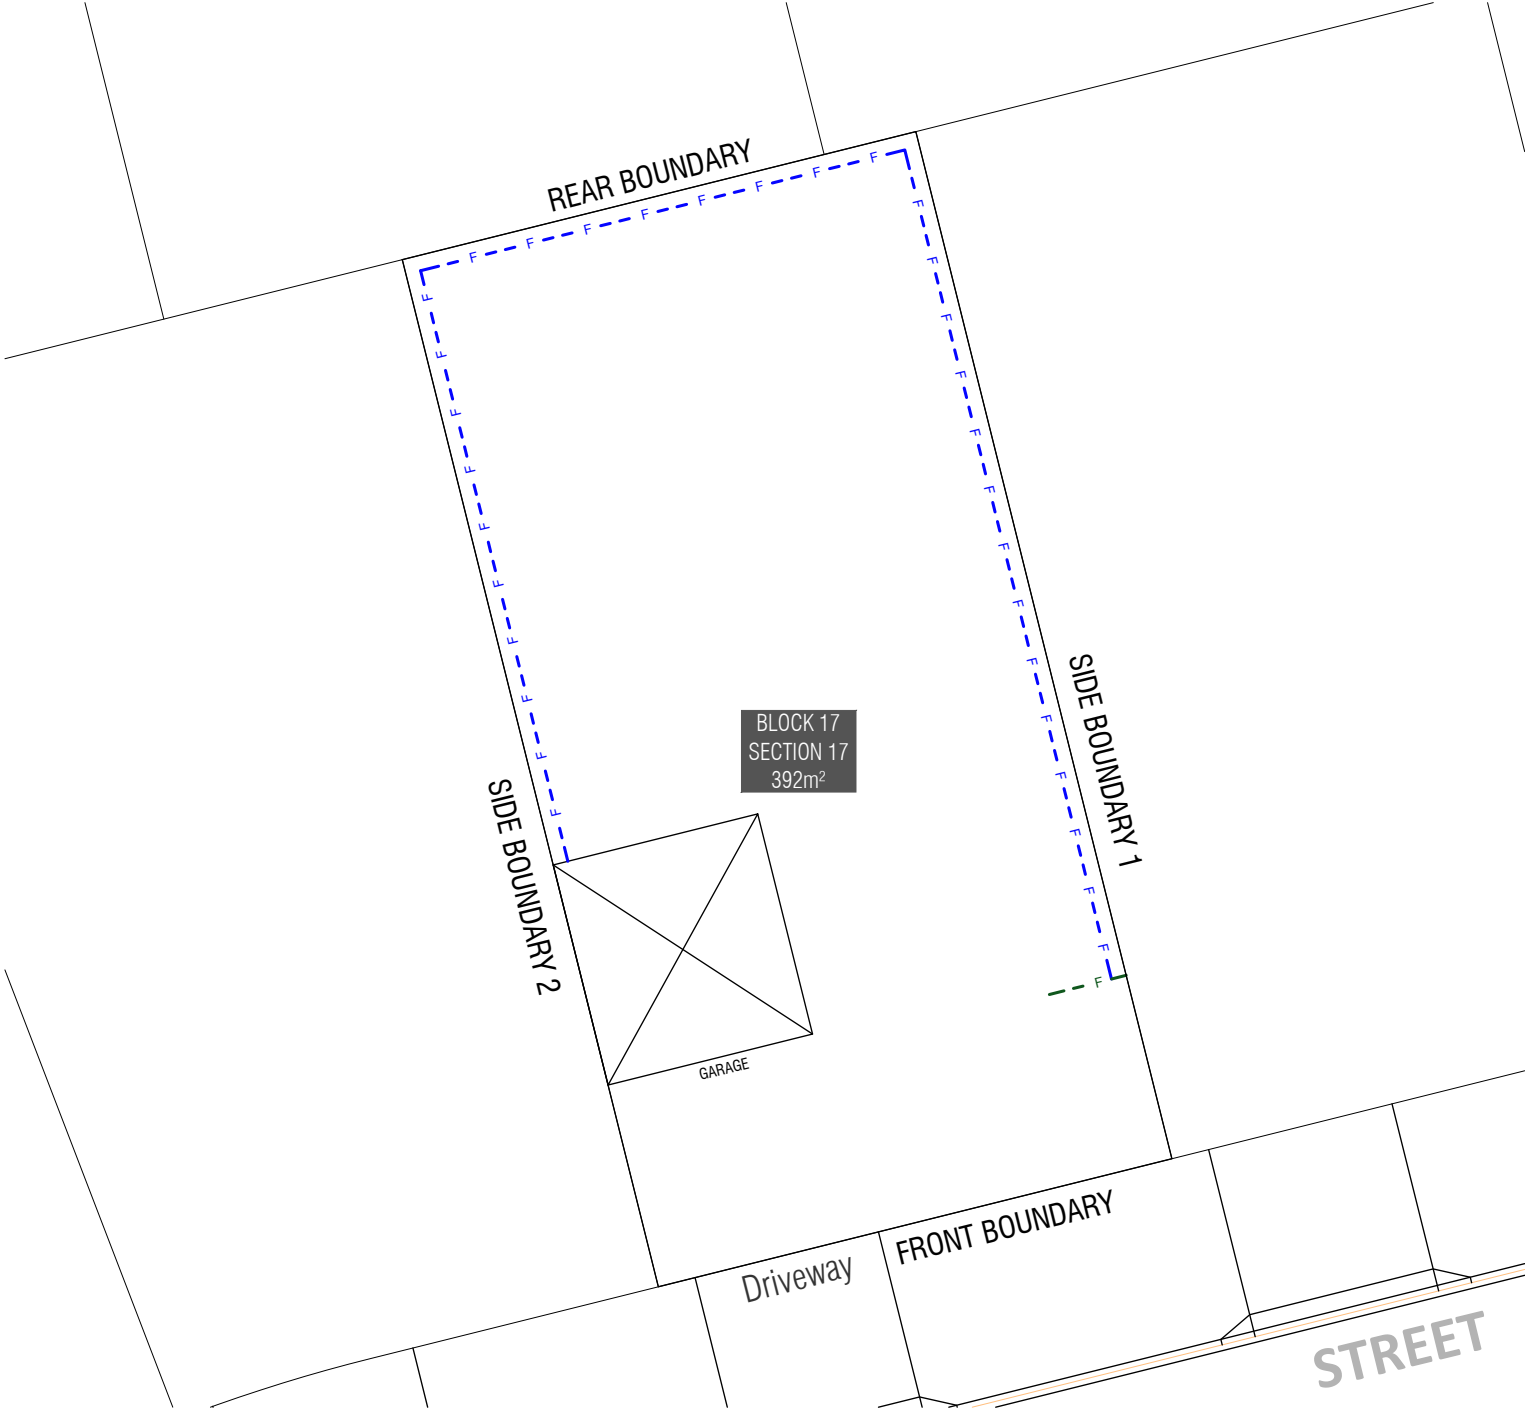 REAR BOUNDARY
F F F F F F F F
F F F F F F F F F F
F F F F F F F F F F F F F F
SIDE BOUNDARY 1
BLOCK 17
SECTION 17
392m²
SIDE BOUNDARY 2
F
GARAGE
FRONT BOUNDARY
Driveway
STREET